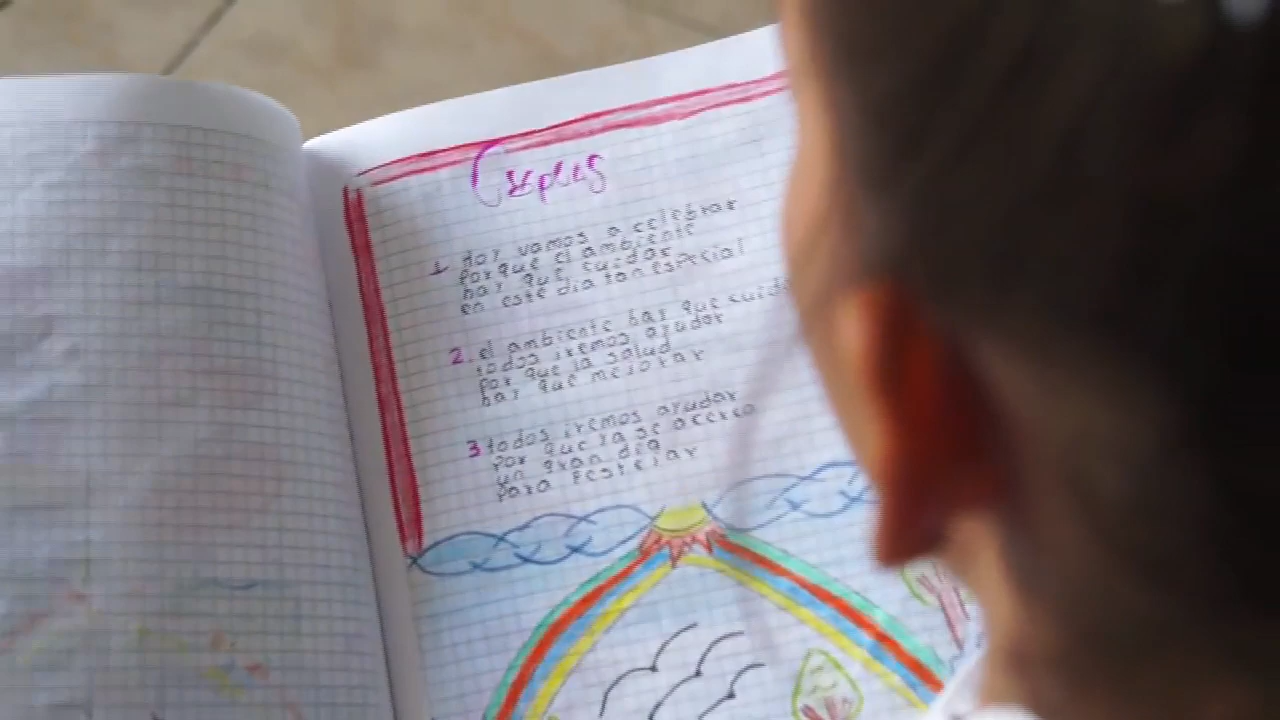 Coplas
1 hoy vamos a celebrar
porque el ambiente
hay que cuidar
en este dia tan especial
2. el ambiente hay que cuida
todos iremos ayudar
por que la salud
hay que mejorar
3 todos iremos ayudar
por que ya se acerca
un gran dia
para festejar